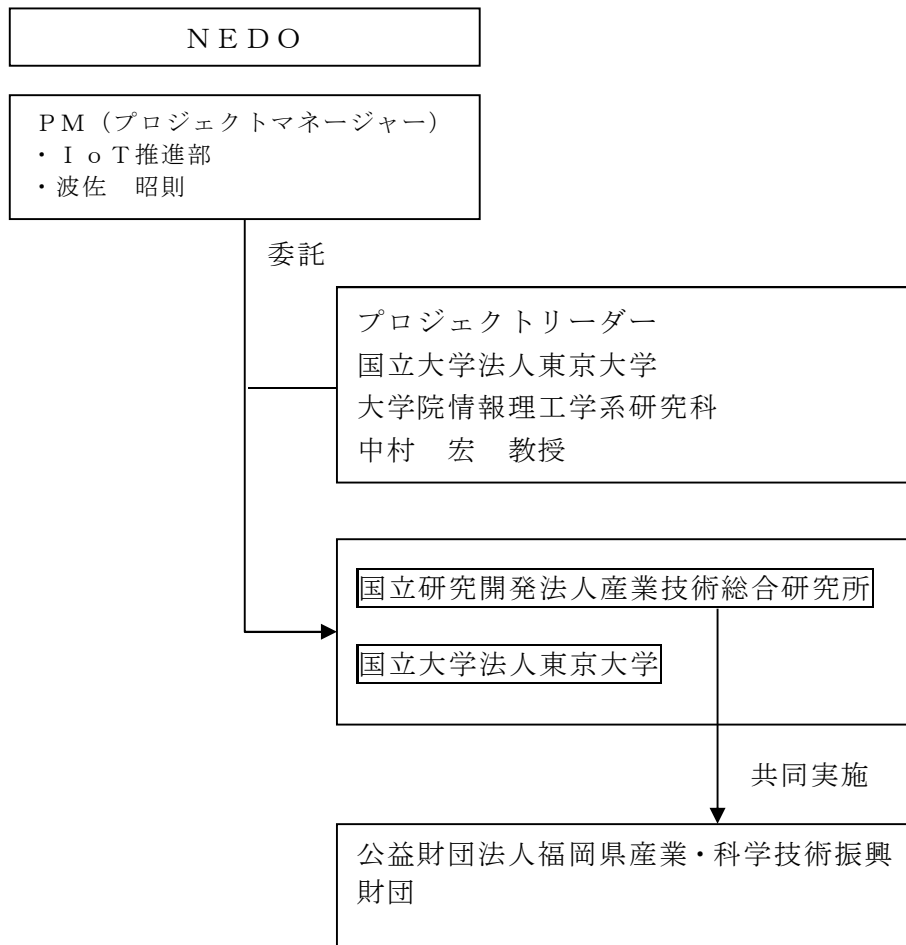 ＮＥＤＯ
ＰＭ（プロジェクトマネージャー）
・ＩｏＴ推進部
・波佐　昭則
委託
プロジェクトリーダー
国立大学法人東京大学
大学院情報理工学系研究科
中村　宏　教授
国立研究開発法人産業技術総合研究所
国立大学法人東京大学
共同実施
公益財団法人福岡県産業・科学技術振興
財団